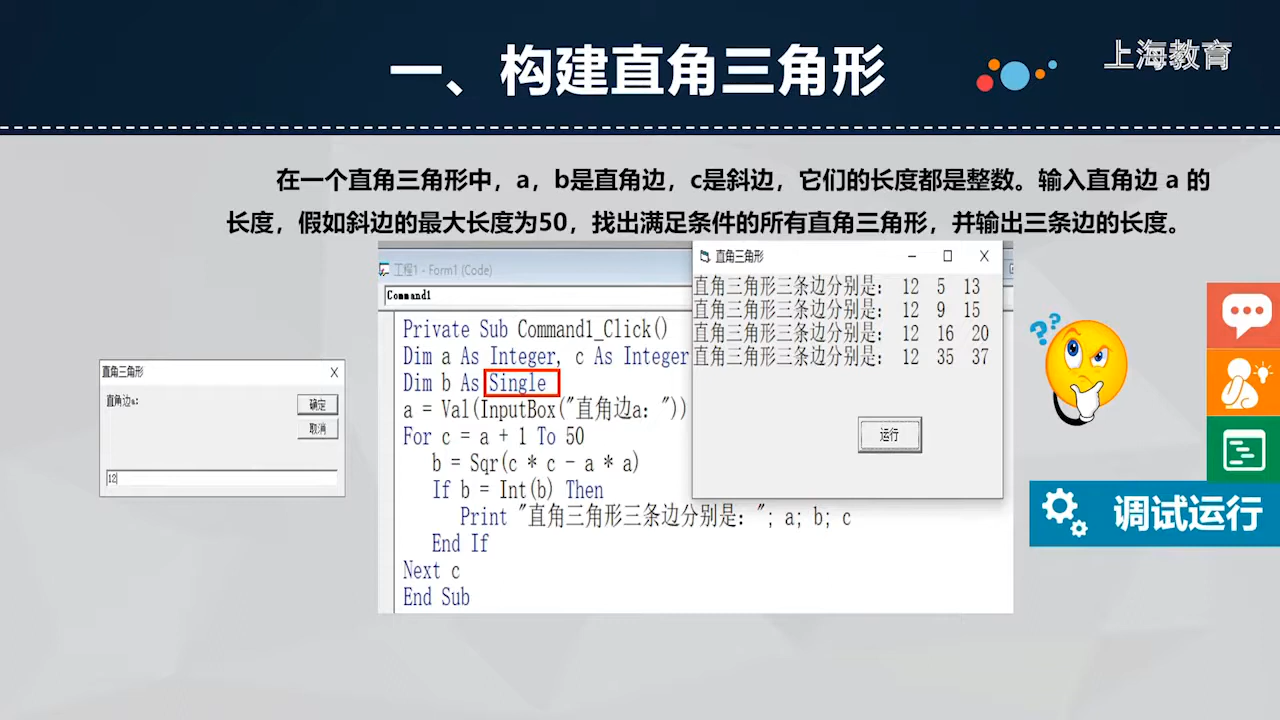 一、构建直角三角形
上海教育
在一个直角三角形中，a，b是直角边，c是斜边，它们的长度都是整数。输入直角边 a 的
长度，假如斜边的最大长度为50，找出满足条件的所有直角三角形，并输出三条边的长度。
工程1 - Form1 (Code)
Command1
Private Sub Command1_Click()
Dim a As Integer, c As Integer
Dim b As Single
a = Val(InputBox("直角边a："))
For c = a + 1 To 50
b = Sqr(c * c - a * a)
If b = Int(b) Then
Print "直角三角形三条边分别是："; a; b; c
End If
Next c
End Sub
直角三角形
直角三角形三条边分别是： 12 5 13
直角三角形三条边分别是： 12 9 15
直角三角形三条边分别是： 12 16 20
直角三角形三条边分别是： 12 35 37
运行
直角三角形
直角边a:
确定
取消
12
??
调试运行